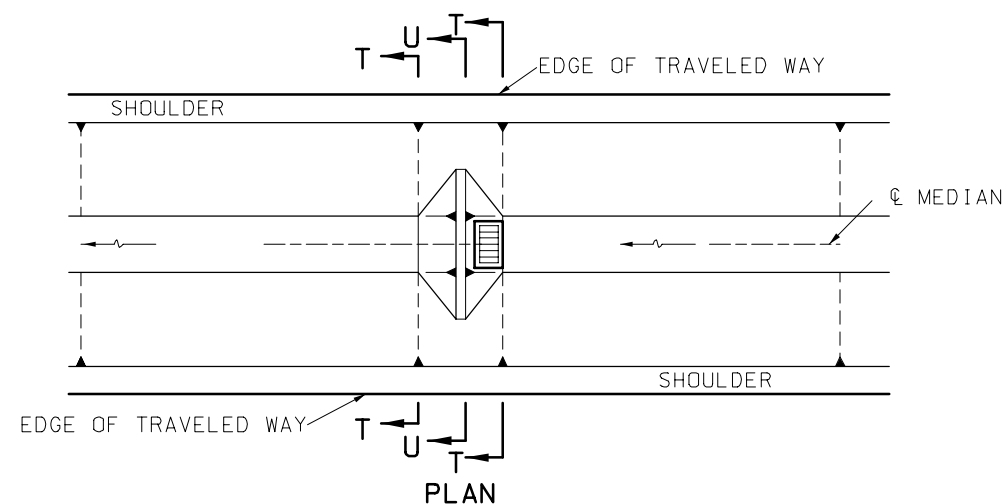 T
U
T
EDGE OF TRAVELED WAY
SHOULDER
℄ MEDIAN
SHOULDER
EDGE OF TRAVELED WAY
T
U
T
PLAN